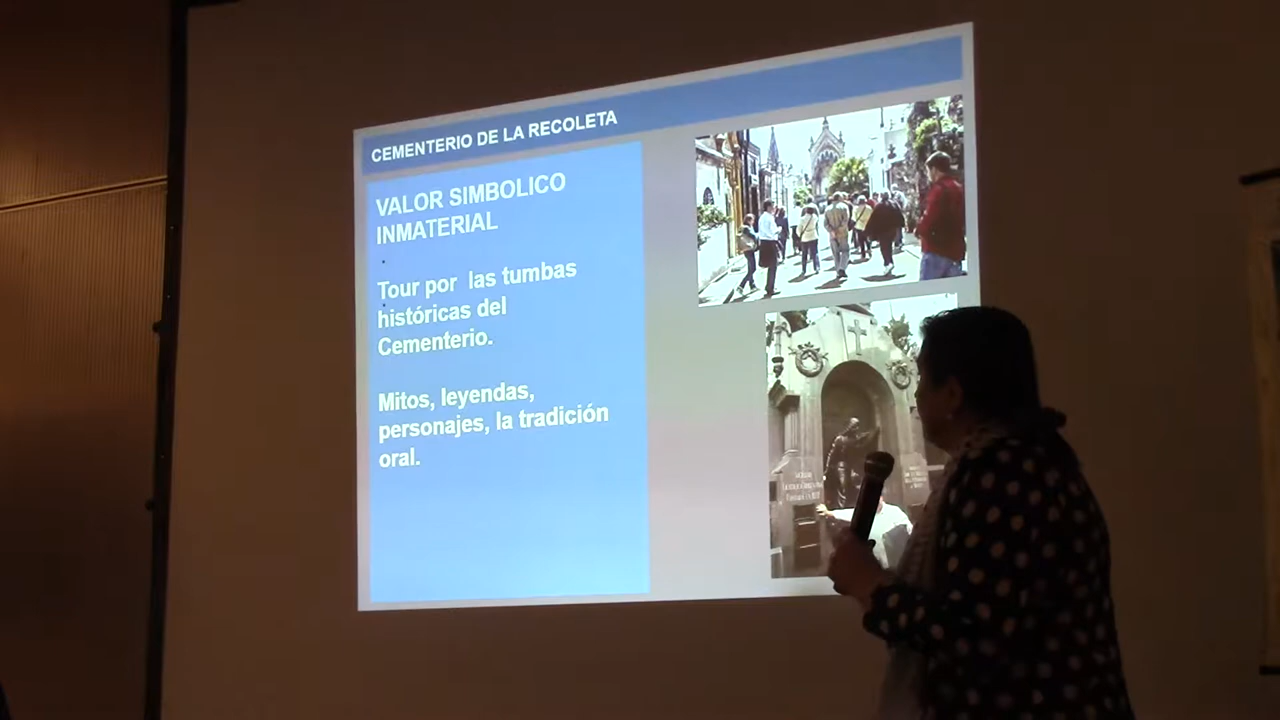 CEMENTERIO DE LA RECOLETA
VALOR SIMBOLICO
INMATERIAL
Tour por las tumbas
históricas del
Cementerio.
Mitos, leyendas,
personajes, la tradición
oral.